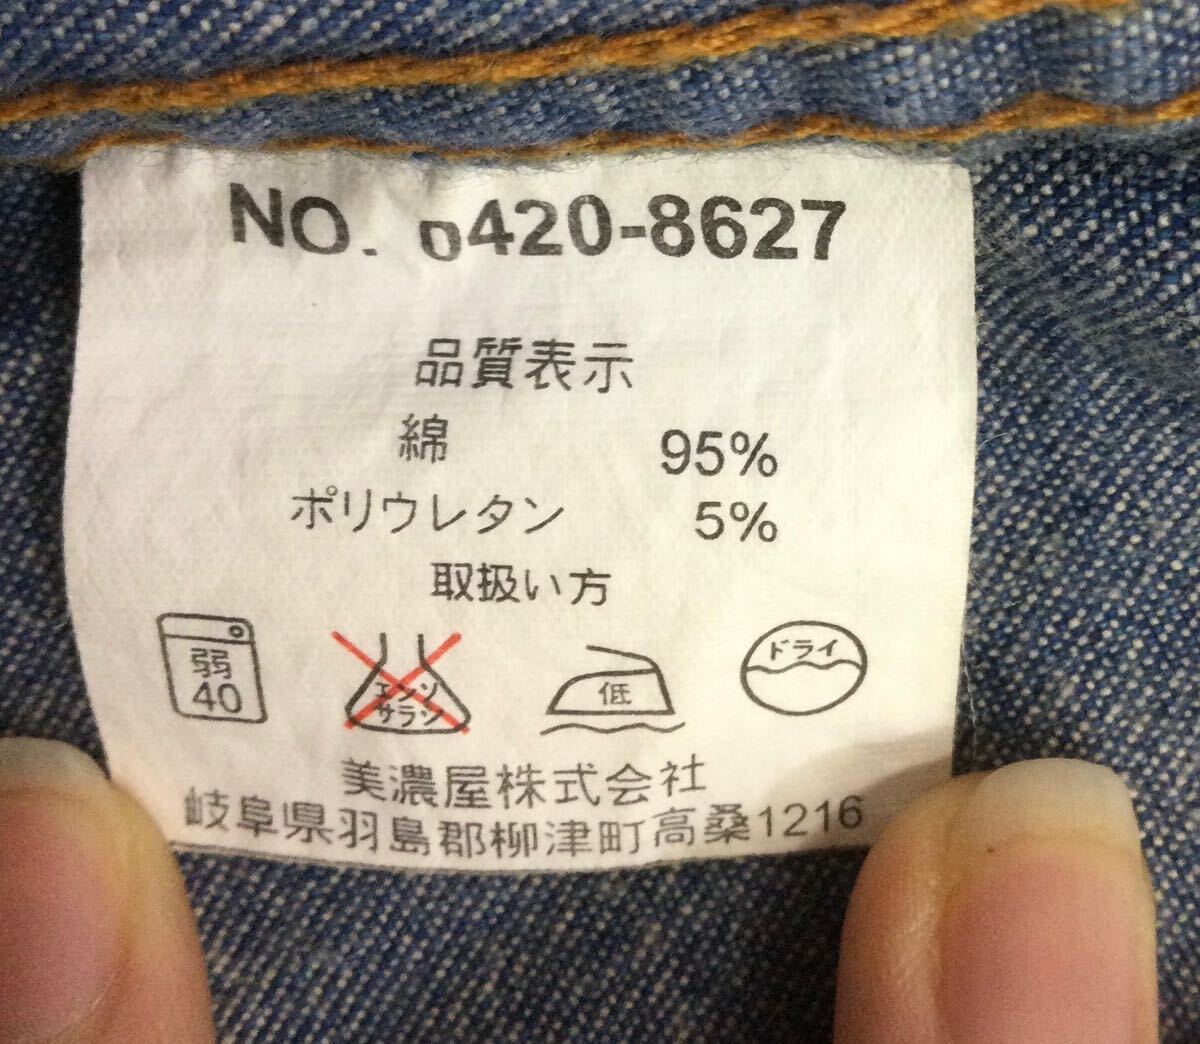 NO. 6420-8627
品質表示
綿 95%
ポリウレタン 5%
取扱い方
弱
40
エンソ
サラシ
低
ドライ
美濃屋株式会社
岐阜県羽島郡柳津町高桑1216